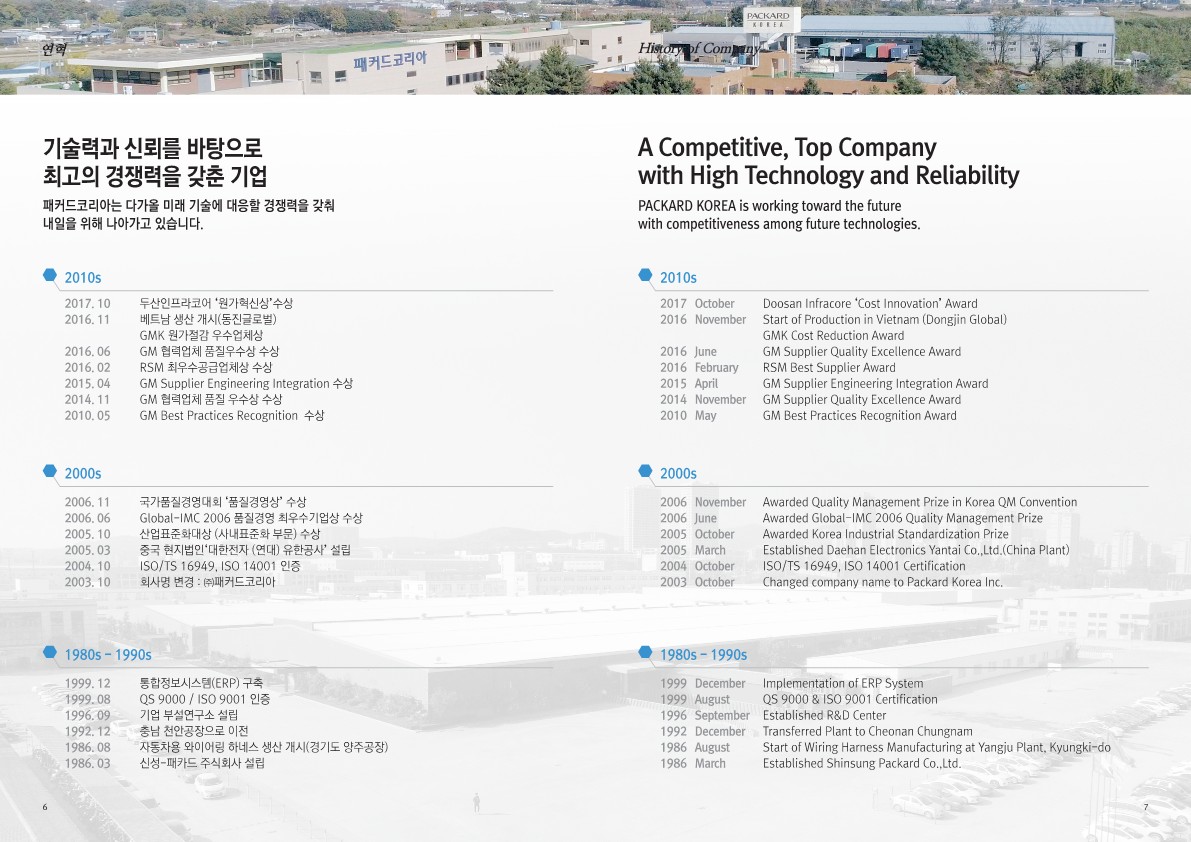 연혁
패커드코리아
기술력과 신뢰를 바탕으로
최고의 경쟁력을 갖춘 기업
패커드코리아는 다가올 미래 기술에 대응할 경쟁력을 갖춰
내일을 위해 나아가고 있습니다.
2010s
2017. 10 두산인프라코어 ‘원가혁신상’수상
2016. 11 베트남 생산 개시(동진글로벌)
GMK 원가절감 우수업체상
2016. 06 GM 협력업체 품질우수상 수상
2016. 02 RSM 최우수공급업체상 수상
2015. 04 GM Supplier Engineering Integration 수상
2014. 11 GM 협력업체 품질 우수상 수상
2010. 05 GM Best Practices Recognition 수상
2000s
2006. 11 국가품질경영대회 ‘품질경영상’ 수상
2006. 06 Global-IMC 2006 품질경영 최우수기업상 수상
2005. 10 산업표준화대상 (사내표준화 부문) 수상
2005. 03 중국 현지법인‘대한전자 (연대) 유한공사’ 설립
2004. 10 ISO/TS 16949, ISO 14001 인증
2003. 10 회사명 변경 : ㈜패커드코리아
1980s - 1990s
1999. 12 통합정보시스템(ERP) 구축
1999. 08 QS 9000 / ISO 9001 인증
1996. 09 기업 부설연구소 설립
1992. 12 충남 천안공장으로 이전
1986. 08 자동차용 와이어링 하네스 생산 개시(경기도 양주공장)
1986. 03 신성-패카드 주식회사 설립
6
PACKARD
KOREA
History of Company
A Competitive, Top Company
with High Technology and Reliability
PACKARD KOREA is working toward the future
with competitiveness among future technologies.
2010s
2017 October Doosan Infracore ‘Cost Innovation’ Award
2016 November Start of Production in Vietnam (Dongjin Global)
GMK Cost Reduction Award
2016 June GM Supplier Quality Excellence Award
2016 February RSM Best Supplier Award
2015 April GM Supplier Engineering Integration Award
2014 November GM Supplier Quality Excellence Award
2010 May GM Best Practices Recognition Award
2000s
2006 November Awarded Quality Management Prize in Korea QM Convention
2006 June Awarded Global-IMC 2006 Quality Management Prize
2005 October Awarded Korea Industrial Standardization Prize
2005 March Established Daehan Electronics Yantai Co.,Ltd.(China Plant)
2004 October ISO/TS 16949, ISO 14001 Certification
2003 October Changed company name to Packard Korea Inc.
1980s - 1990s
1999 December Implementation of ERP System
1999 August QS 9000 & ISO 9001 Certification
1996 September Established R&D Center
1992 December Transferred Plant to Cheonan Chungnam
1986 August Start of Wiring Harness Manufacturing at Yangju Plant, Kyungki-do
1986 March Established Shinsung Packard Co.,Ltd.
7